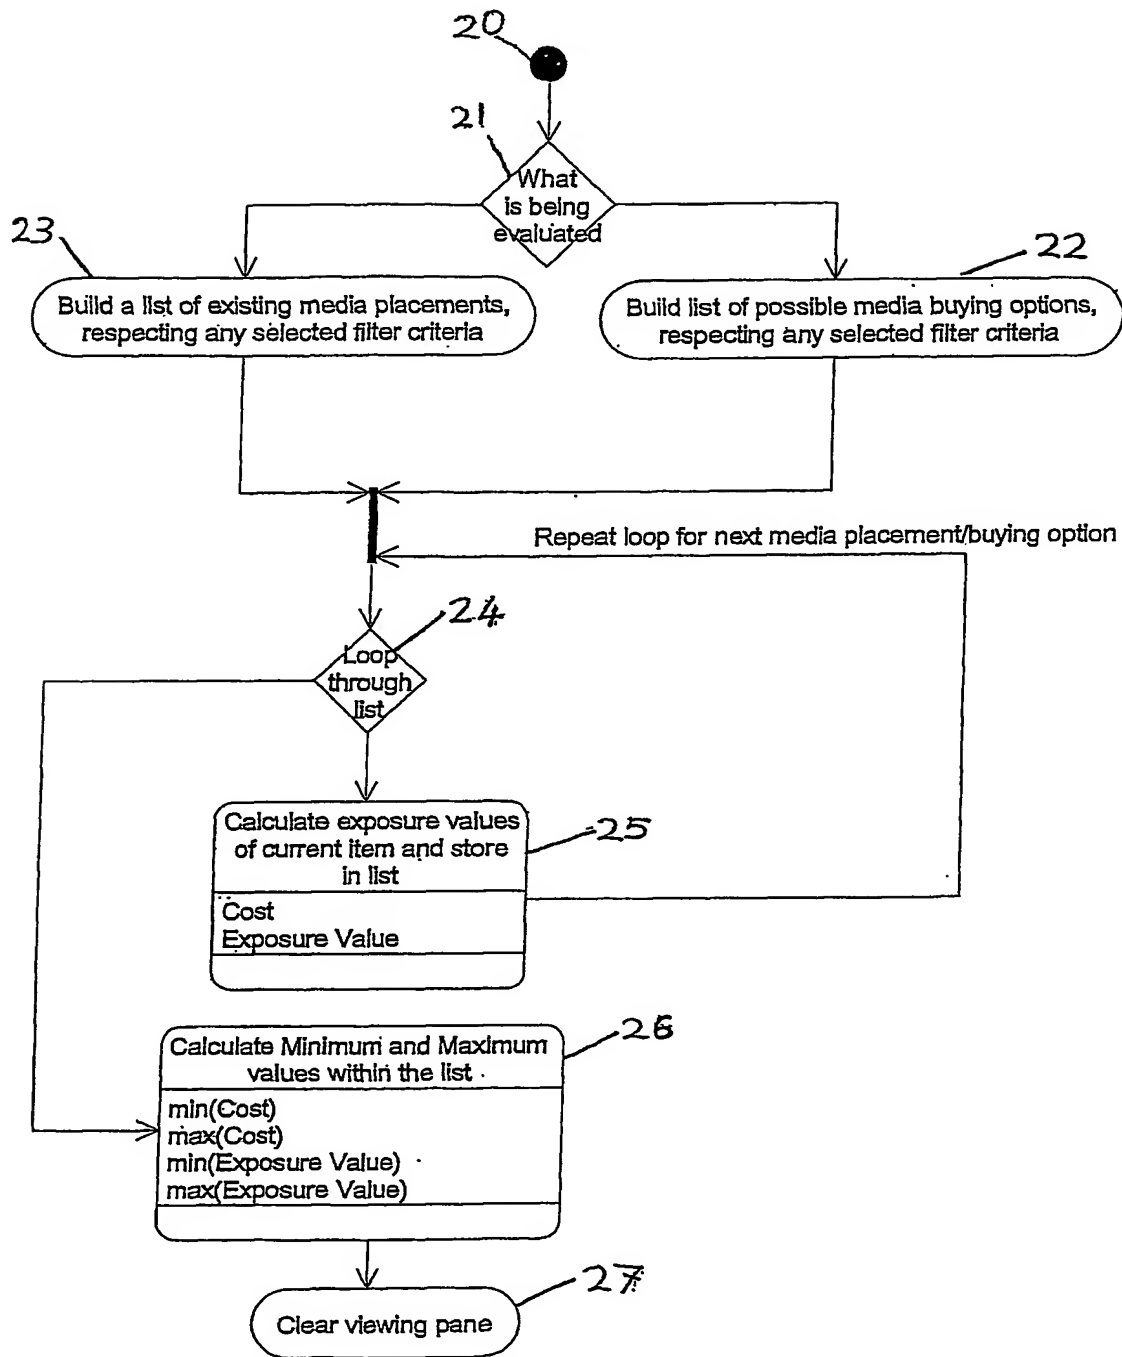 20
21
What
is being
evaluated
23
Build a list of existing media placements,
respecting any selected filter criteria
22
Build list of possible media buying options,
respecting any selected filter criteria
Repeat loop for next media placement/buying option
24
Loop
through
list
Calculate exposure values
of current item and store
in list
Cost
Exposure Value
25
Calculate Minimum and Maximum
values within the list
min(Cost)
max(Cost)
min(Exposure Value)
max(Exposure Value)
26
Clear viewing pane
27